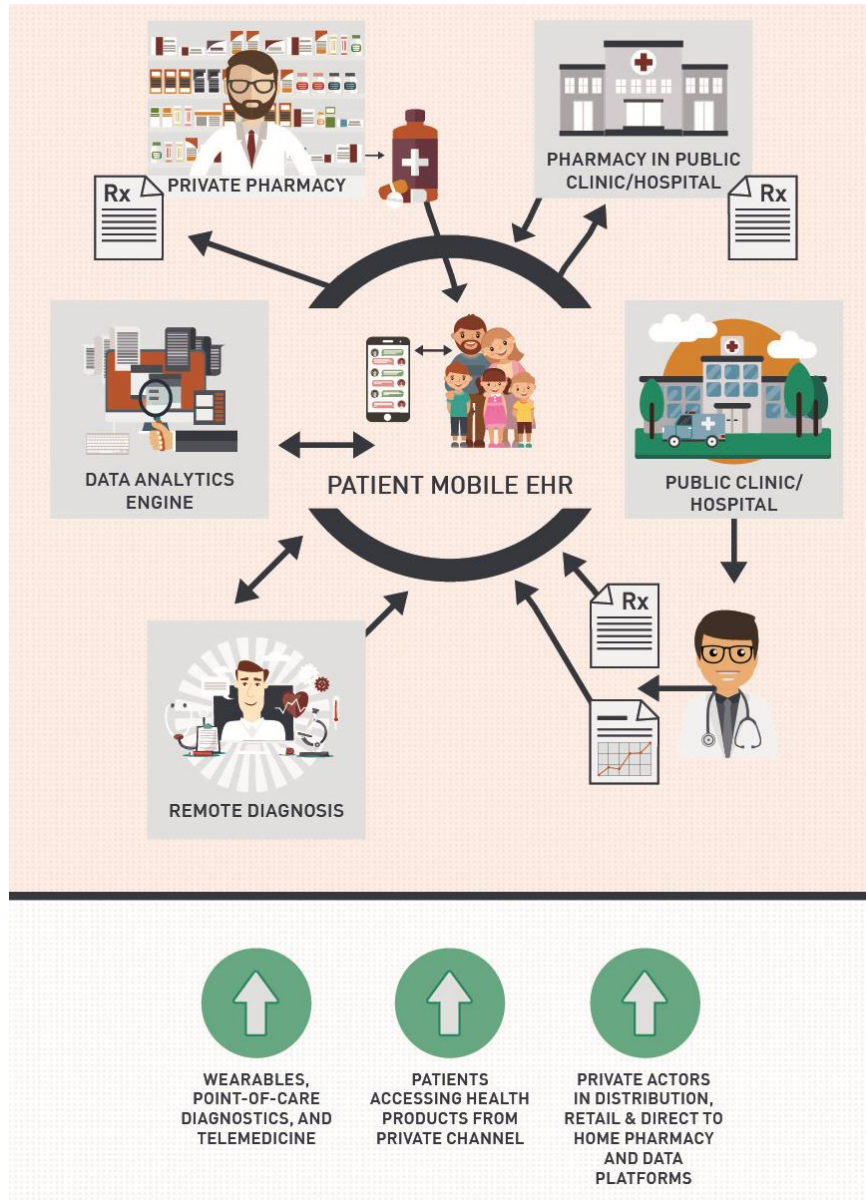 PRIVATE PHARMACY
Rx
PHARMACY IN PUBLIC
CLINIC/HOSPITAL
Rx
DATA ANALYTICS
ENGINE
PATIENT MOBILE EHR
PUBLIC CLINIC/
HOSPITAL
Rx
REMOTE DIAGNOSIS
WEARABLES,
POINT-OF-CARE
DIAGNOSTICS, AND
TELEMEDICINE
PATIENTS
ACCESSING HEALTH
PRODUCTS FROM
PRIVATE CHANNEL
PRIVATE ACTORS
IN DISTRIBUTION,
RETAIL & DIRECT TO
HOME PHARMACY
AND DATA
PLATFORMS